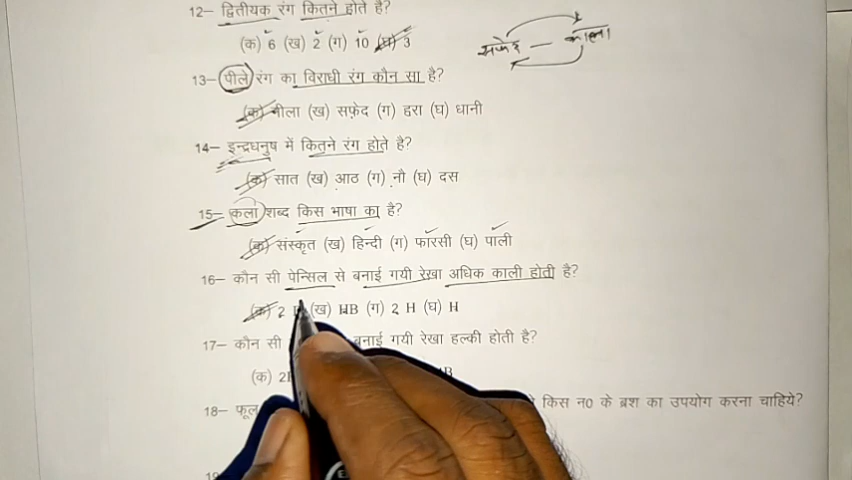 12– द्वितीयक रंग कितने होते है?
(क) 6 (ख) 2 (ग) 10 (घ) 3
सफेद — काला
13– पीले रंग का विराधी रंग कौन सा है?
(क) नीला (ख) सफ़ेद (ग) हरा (घ) धानी
14– इन्द्रधनुष में कितने रंग होते है?
(क) सात (ख) आठ (ग) नौ (घ) दस
15– कला शब्द किस भाषा का है?
(क) संस्कृत (ख) हिन्दी (ग) फॉरसी (घ) पाली
16– कौन सी पेन्सिल से बनाई गयी रेखा अधिक काली होती है?
(क) 2 (ख) HB (ग) 2 H (घ) H
17– कौन सी बनाई गयी रेखा हल्की होती है?
(क) 2
18– फूल किस न0 के ब्रश का उपयोग करना चाहिये?